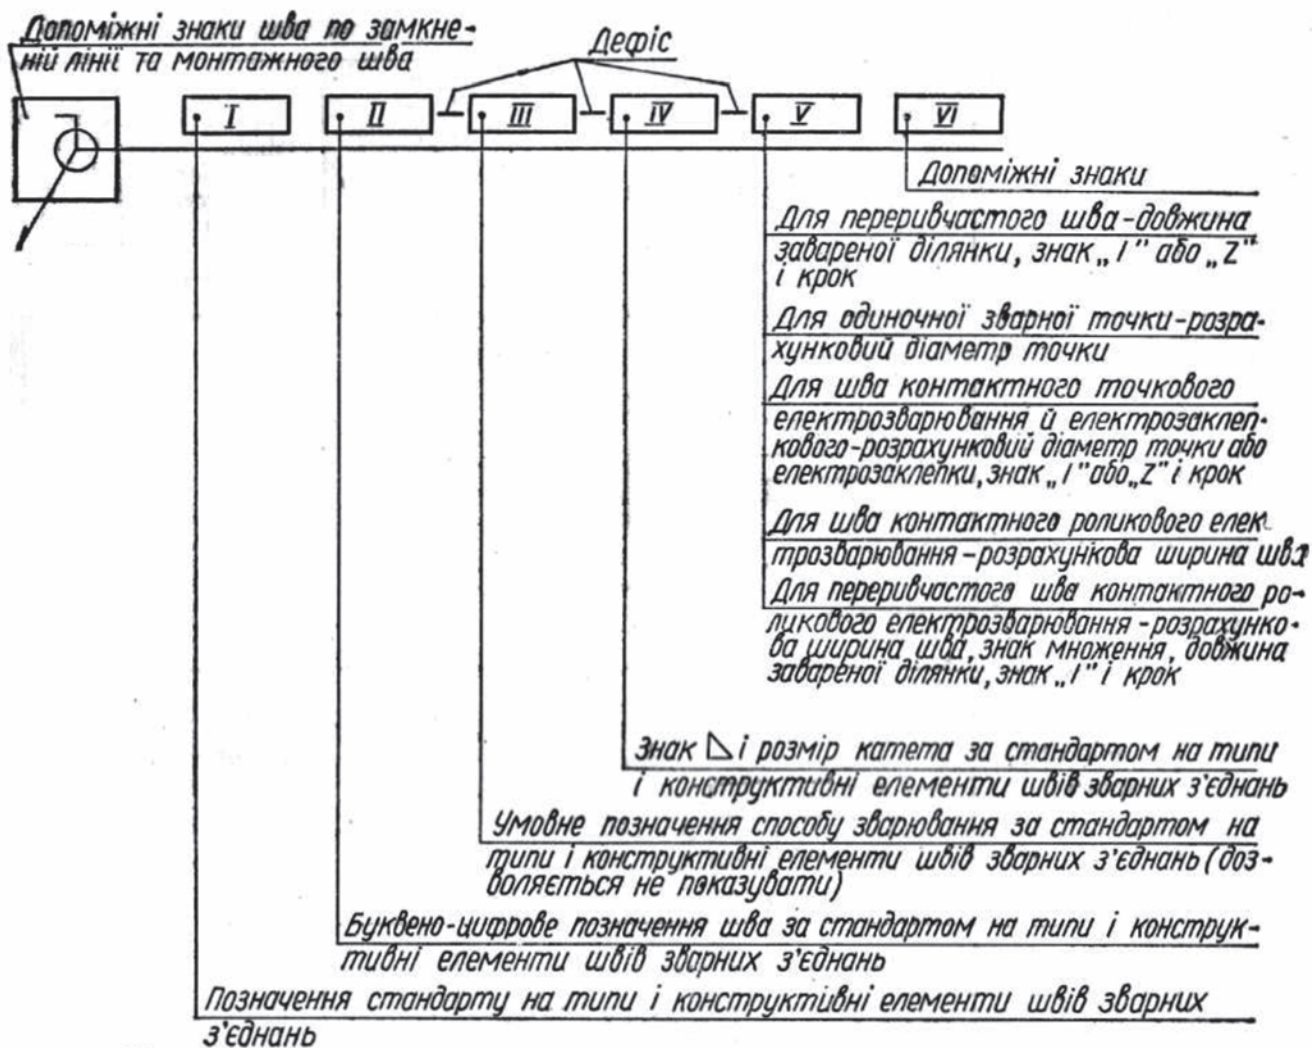 Допоміжні знаки шва по замкне-
ній лінії та монтажного шва
Дефіс
I II III IV V VI
Допоміжні знаки
Для переривчастого шва-довжина
завареної ділянки, знак „/” або „Z”
і крок
Для одиночної зварної точки-розра-
хунковий діаметр точки
Для шва контактного точкового
електрозварювання й електрозаклеп-
кового-розрахунковий діаметр точки або
електрозаклепки, знак „/” або „Z” і крок
Для шва контактного роликового елек-
трозварювання-розрахункова ширина шва
Для переривчастого шва контактного ро-
ликового електрозварювання-розрахунко-
ва ширина шва, знак множення, довжина
завареної ділянки, знак „/” і крок
Знак ◺ і розмір катета за стандартом на типи
і конструктивні елементи швів зварних з'єднань
Умовне позначення способу зварювання за стандартом на
типи і конструктивні елементи швів зварних з'єднань (доз-
воляється не показувати)
Буквено-цифрове позначення шва за стандартом на типи і конструк-
тивні елементи швів зварних з'єднань
Позначення стандарту на типи і конструктивні елементи швів зварних
з'єднань